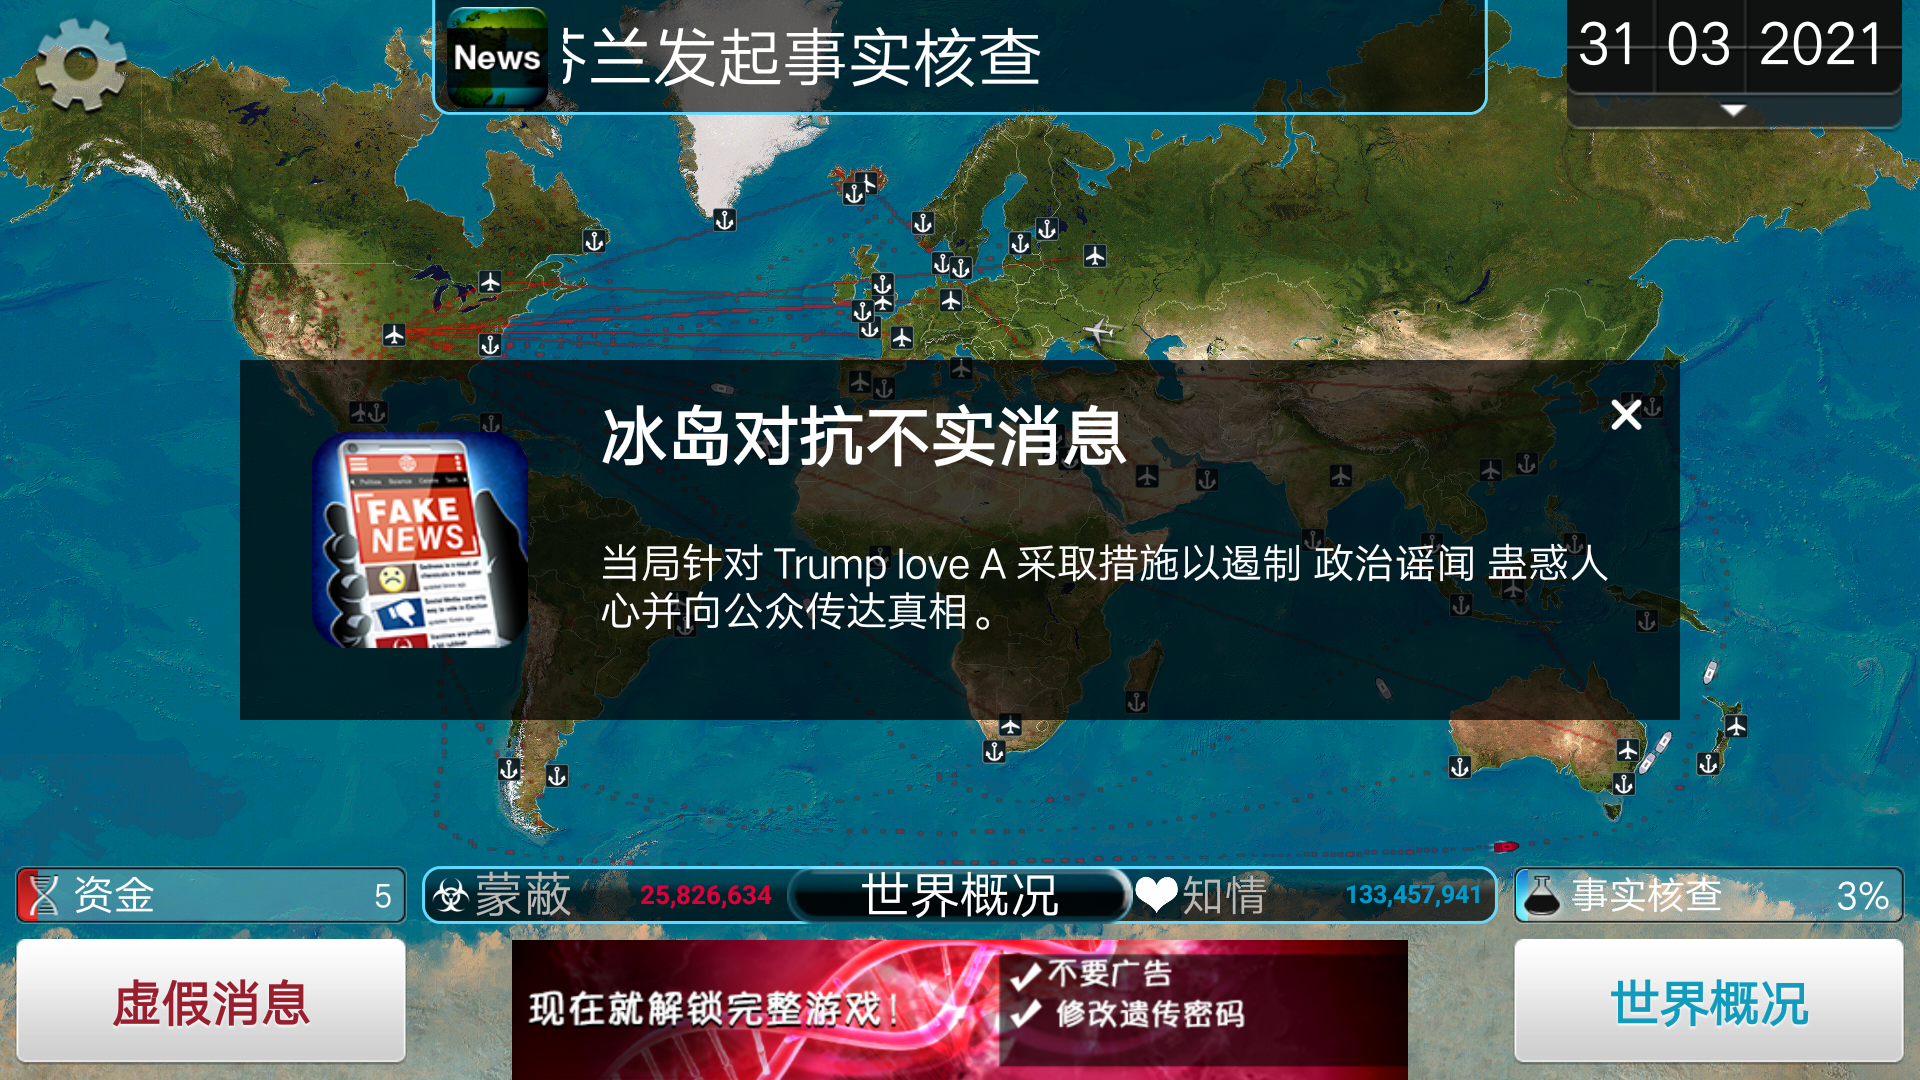 News
芬兰发起事实核查
31 03 2021
冰岛对抗不实消息
当局针对 Trump love A 采取措施以遏制 政治谣闻 蛊惑人
心并向公众传达真相。
FAKE
NEWS
资金 5
蒙蔽 25,826,634
世界概况
知情 133,457,941
事实核查 3%
虚假消息
现在就解锁完整游戏!
不要广告
修改遗传密码
世界概况